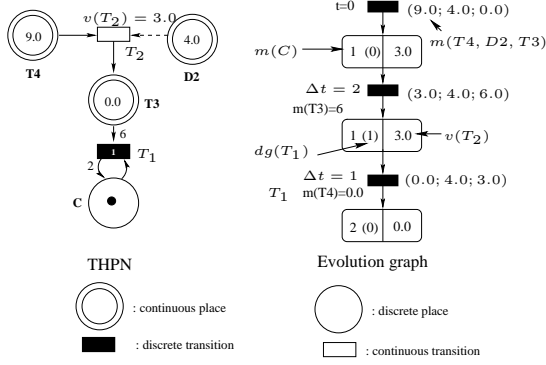 v(T2) = 3.0
9.0
4.0
T4
T2
D2
0.0
T3
6
1
T1
2
C
THPN
: continuous place
: discrete transition
t=0
(9.0; 4.0; 0.0)
m(C)
1 (0) 3.0
m(T4, D2, T3)
Δt = 2
m(T3)=6
(3.0; 4.0; 6.0)
1 (1) 3.0
v(T2)
dg(T1)
Δt = 1
T1
m(T4)=0.0
(0.0; 4.0; 3.0)
2 (0) 0.0
Evolution graph
: discrete place
: continuous transition